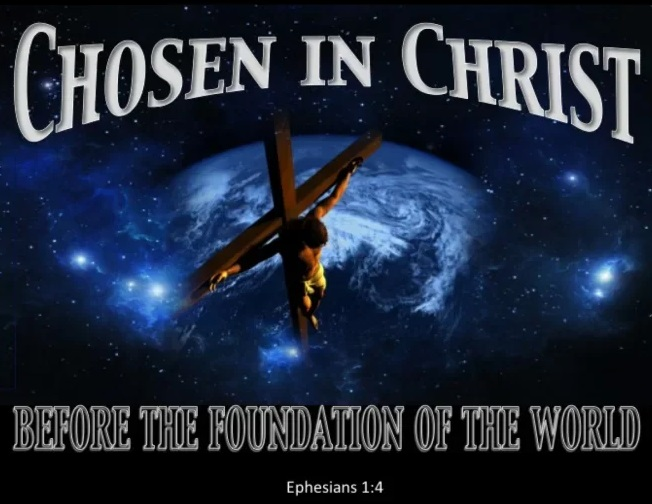 CHOSEN IN CHRIST
BEFORE THE FOUNDATION OF THE WORLD
Ephesians 1:4